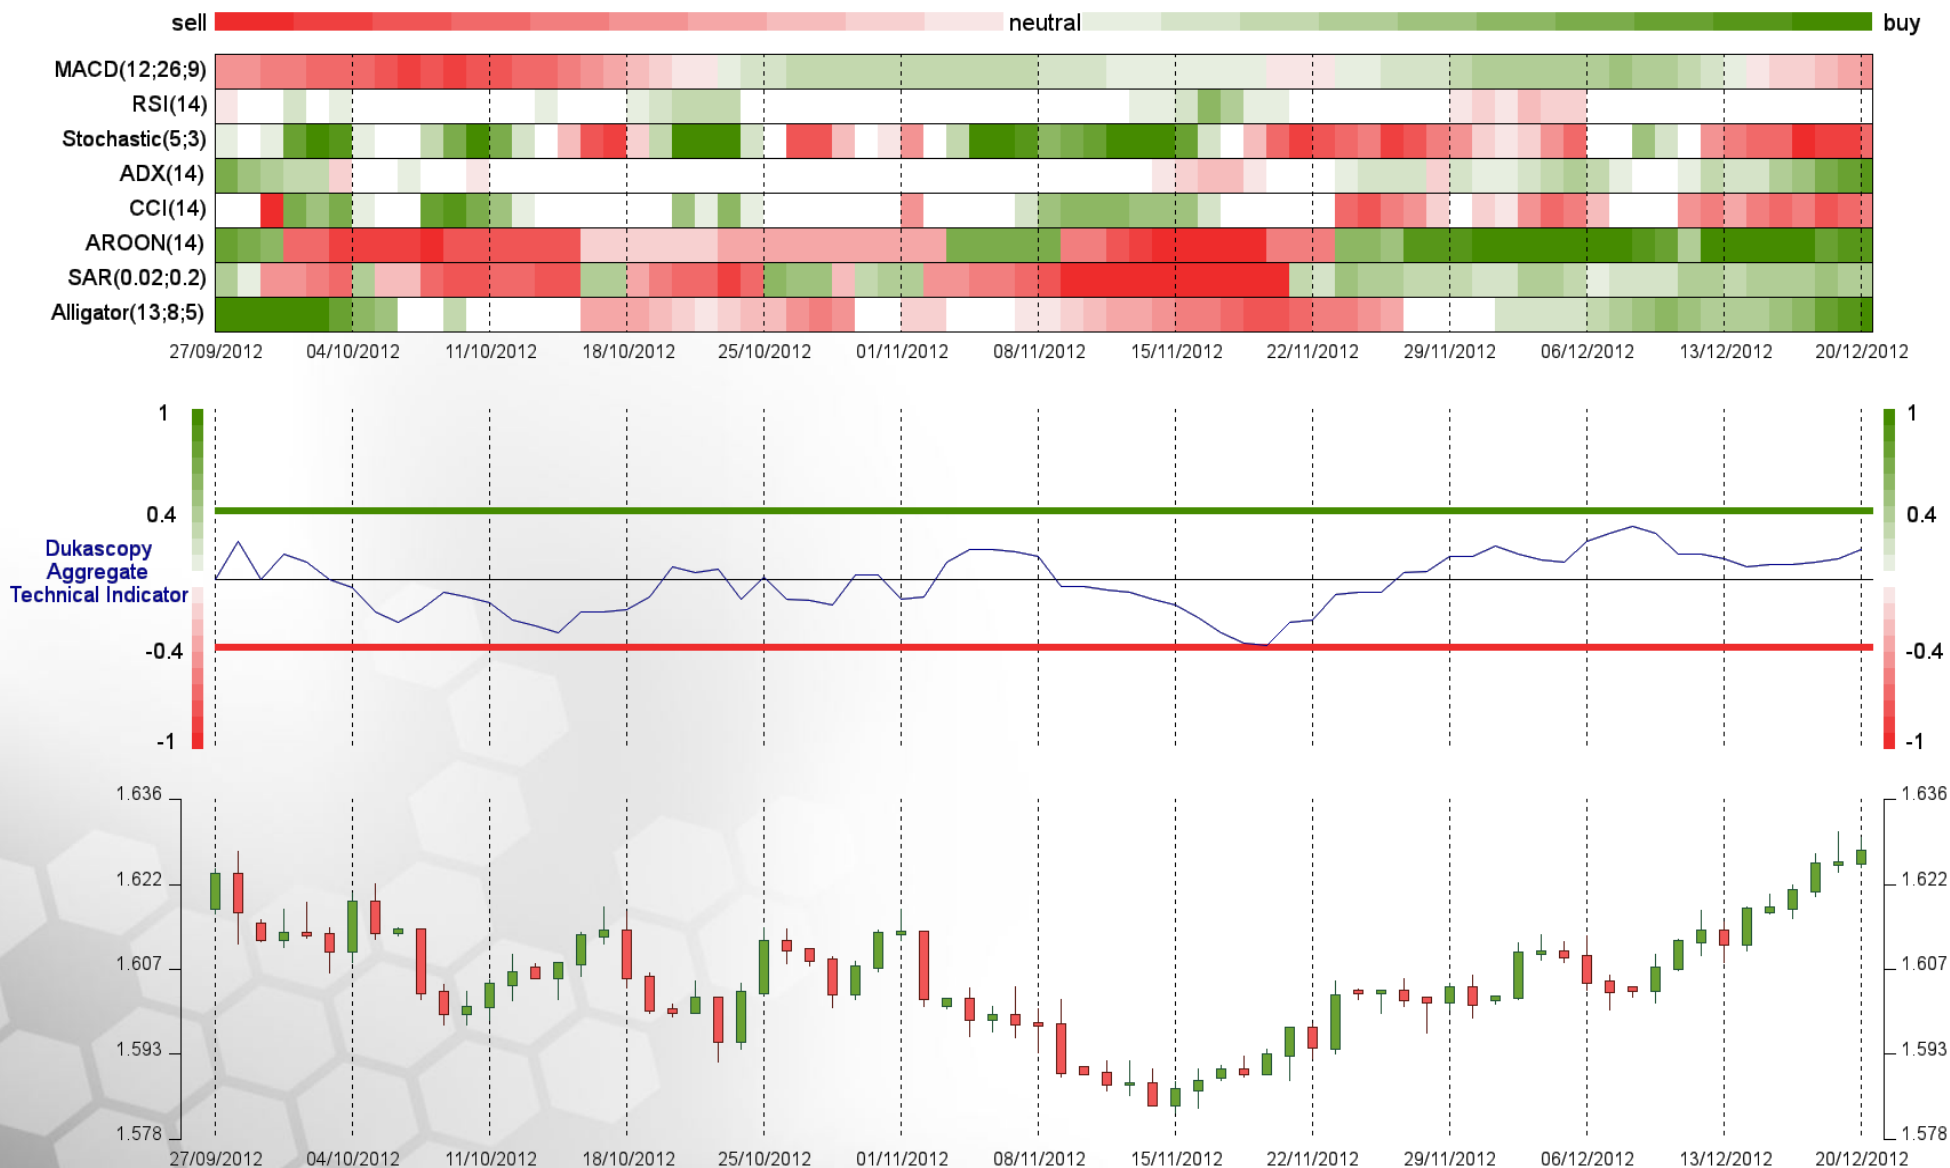 sell neutral buy
MACD(12;26;9)
RSI(14)
Stochastic(5;3)
ADX(14)
CCI(14)
AROON(14)
SAR(0.02;0.2)
Alligator(13;8;5)
27/09/2012 04/10/2012 11/10/2012 18/10/2012 25/10/2012 01/11/2012 08/11/2012 15/11/2012 22/11/2012 29/11/2012 06/12/2012 13/12/2012 20/12/2012
1 1
0.4 0.4
Dukascopy
Aggregate
Technical Indicator
-0.4 -0.4
-1 -1
1.636 1.636
1.622 1.622
1.607 1.607
1.593 1.593
1.578 1.578
27/09/2012 04/10/2012 11/10/2012 18/10/2012 25/10/2012 01/11/2012 08/11/2012 15/11/2012 22/11/2012 29/11/2012 06/12/2012 13/12/2012 20/12/2012